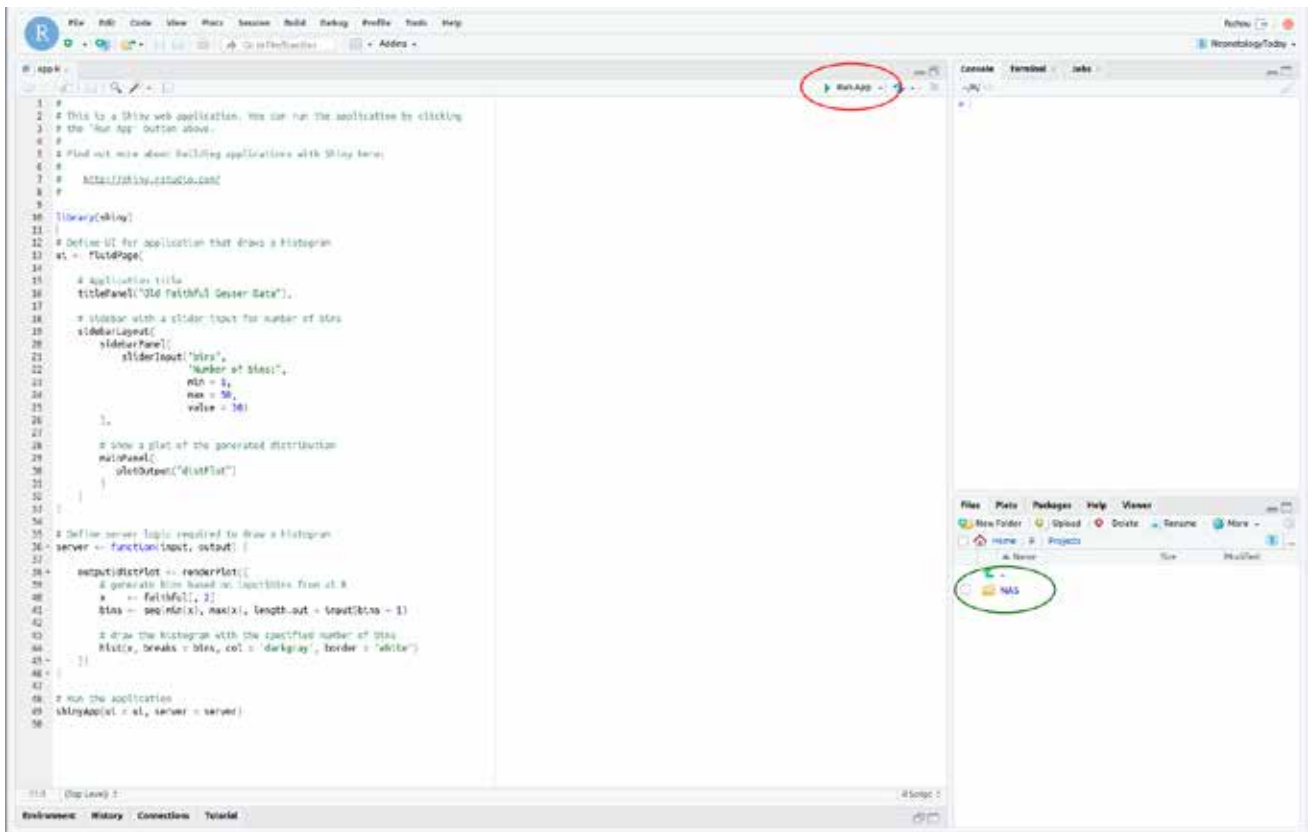 File Edit Code View Plots Session Build Debug Profile Tools Help
Go to file/function Addins
NeonatologyToday
app.R
Run App
1 #
2 # This is a Shiny web application. You can run the application by clicking
3 # the 'Run App' button above.
4 #
5 # Find out more about building applications with Shiny here:
6 #
7 # http://shiny.rstudio.com/
8 #
9
10 library(shiny)
11
12 # Define UI for application that draws a histogram
13 ui <- fluidPage(
14
15 # Application title
16 titlePanel("Old Faithful Geyser Data"),
17
18 # Sidebar with a slider input for number of bins
19 sidebarLayout(
20 sidebarPanel(
21 sliderInput("bins",
22 "Number of bins:",
23 min = 1,
24 max = 50,
25 value = 30)
26 ),
27
28 # Show a plot of the generated distribution
29 mainPanel(
30 plotOutput("distPlot")
31 )
32 )
33 )
34
35 # Define server logic required to draw a histogram
36 server <- function(input, output) {
37
38 output$distPlot <- renderPlot({
39 # generate bins based on input$bins from ui.R
40 x <- faithful[, 2]
41 bins <- seq(min(x), max(x), length.out = input$bins + 1)
42
43 # draw the histogram with the specified number of bins
44 hist(x, breaks = bins, col = 'darkgray', border = 'white')
45 })
46 }
47
48 # Run the application
49 shinyApp(ui = ui, server = server)
50
(Top Level) R Script
Environment History Connections Tutorial
Console Terminal Jobs
>
Files Plots Packages Help Viewer
New Folder Upload Delete Rename More
Home R Projects
Name Size Modified
NAS